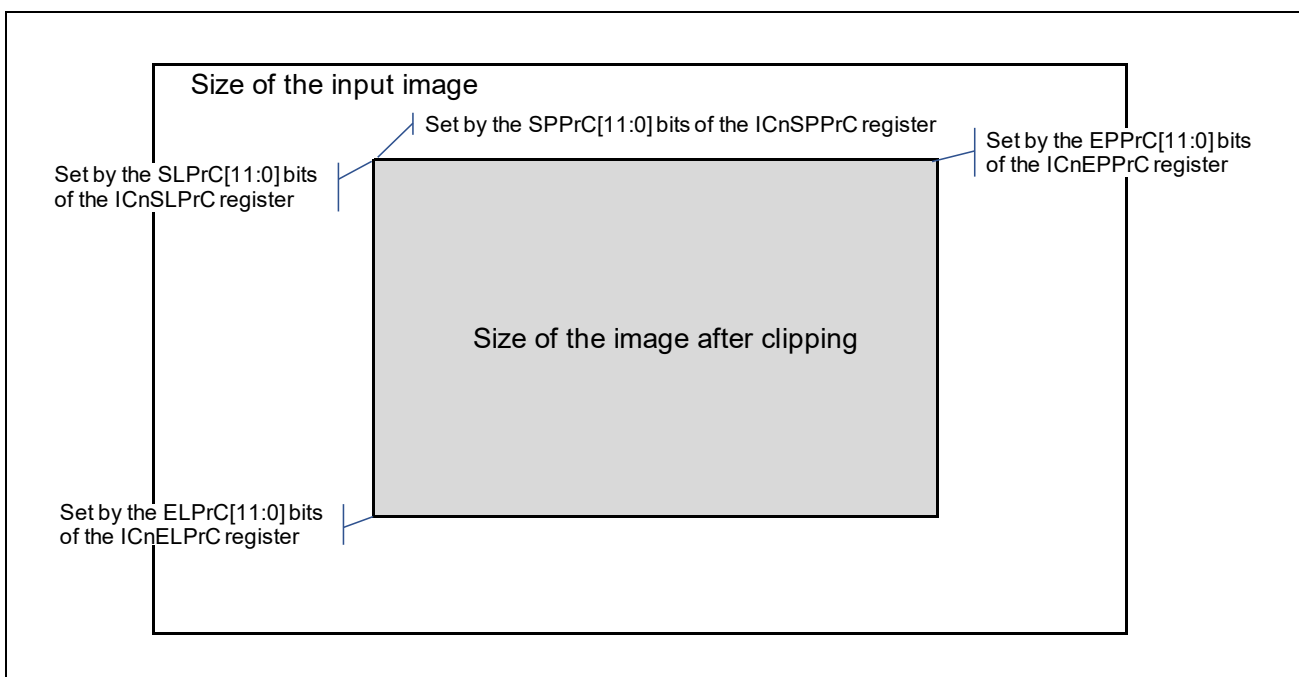 Size of the input image
Set by the SPPrC[11:0] bits of the ICnSPPrC register
Set by the EPPrC[11:0] bits
of the ICnEPPrC register
Set by the SLPrC[11:0] bits
of the ICnSLPrC register
Size of the image after clipping
Set by the ELPrC[11:0] bits
of the ICnELPrC register